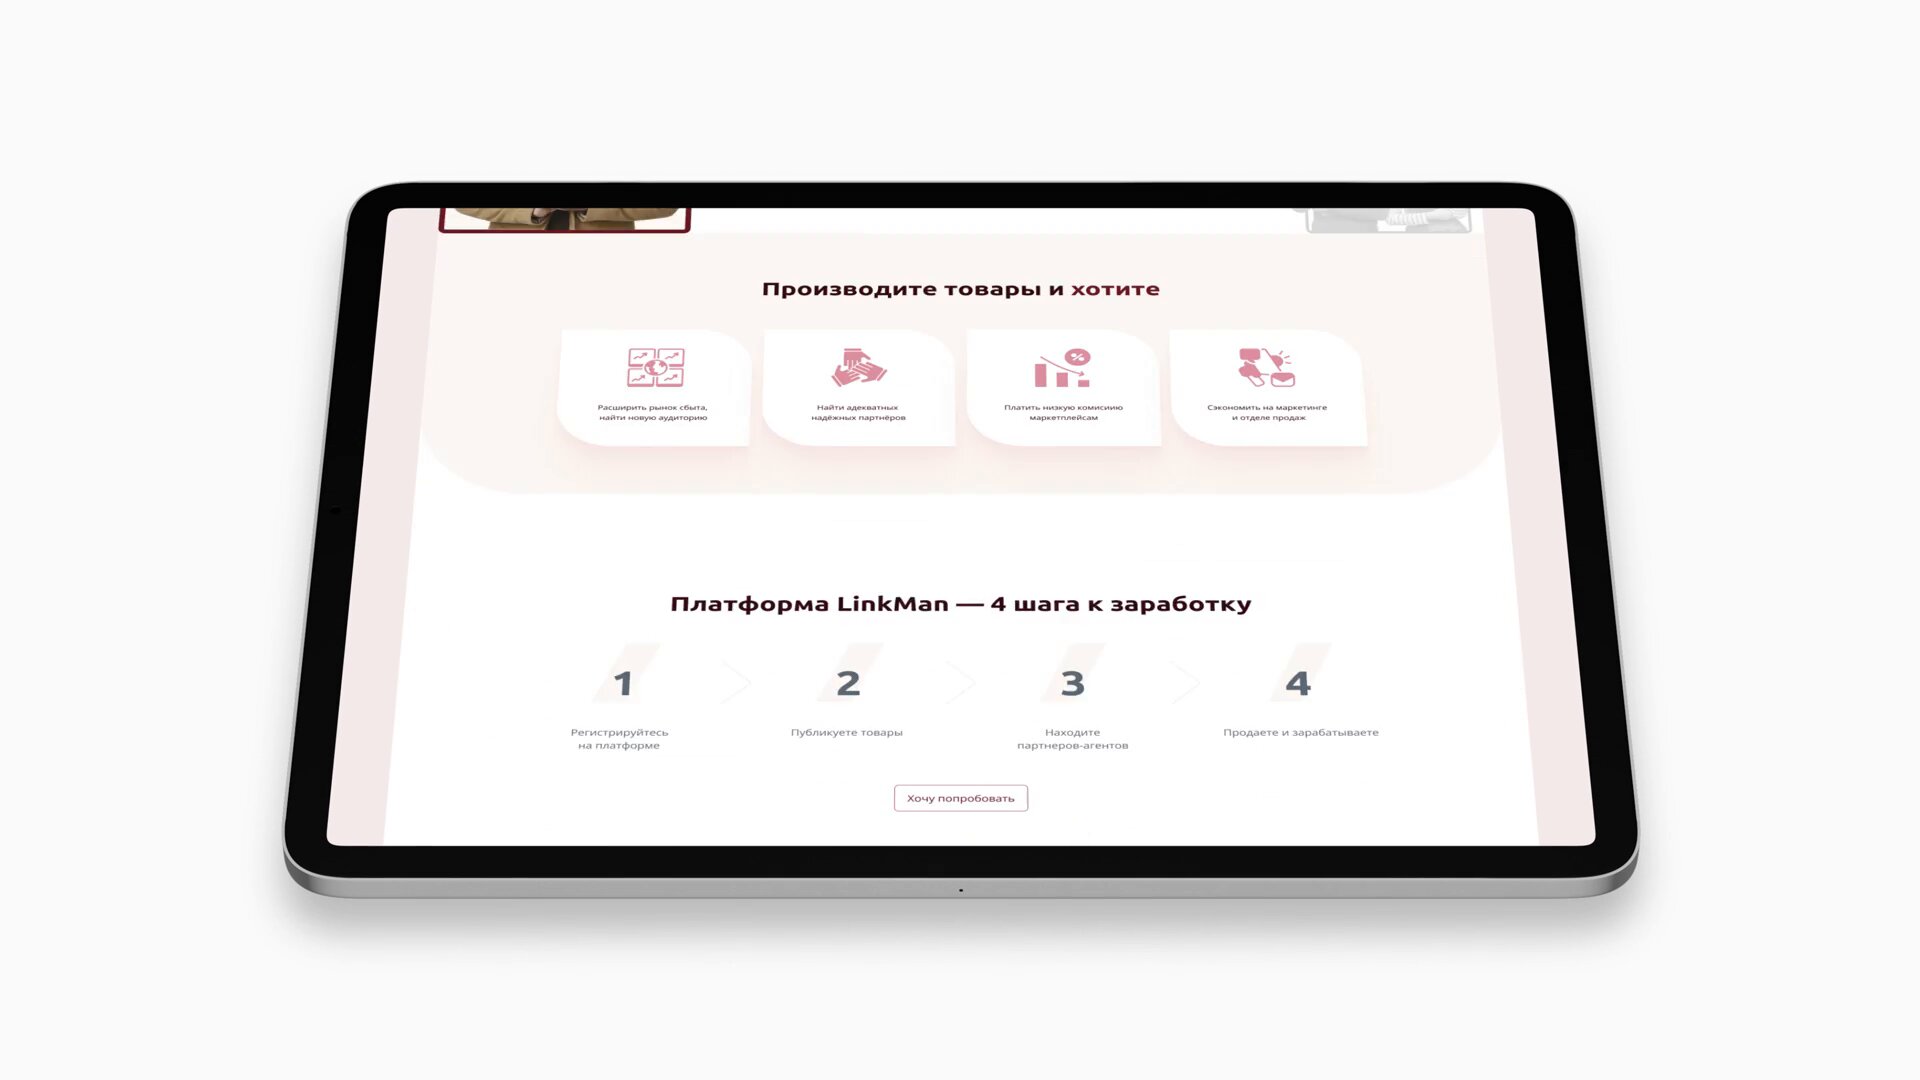 Производите товары и хотите
%
Расширить рынок сбыта,
найти новую аудиторию
Найти адекватных
надёжных партнёров
Платить низкую комисиию
маркетплейсам
Сэкономить на маркетинге
и отделе продаж
Платформа LinkMan — 4 шага к заработку
1
2
3
4
Регистрируйтесь
на платформе
Публикуете товары
Находите
партнеров-агентов
Продаете и зарабатываете
Хочу попробовать